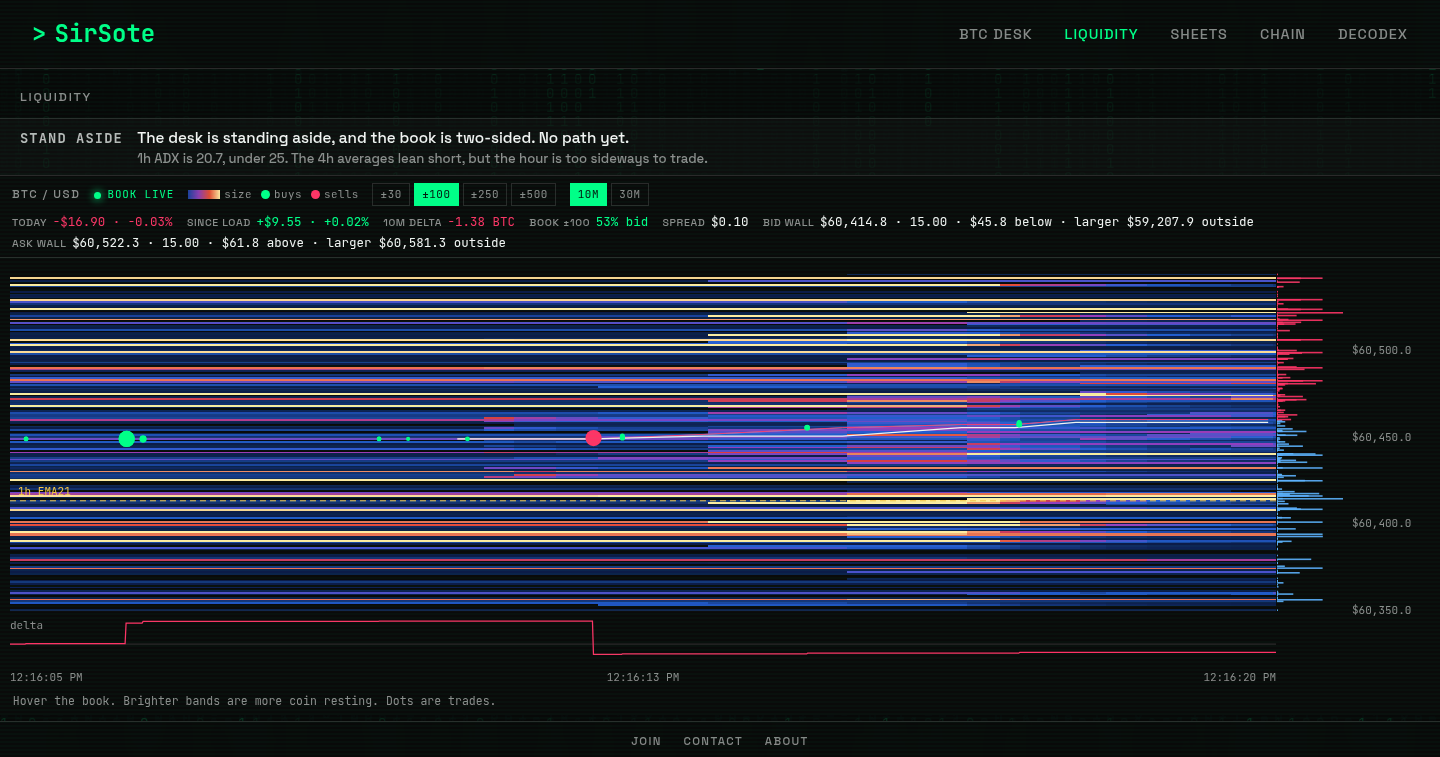 > SirSote
BTC DESK LIQUIDITY SHEETS CHAIN DECODEX
LIQUIDITY
STAND ASIDE The desk is standing aside, and the book is two-sided. No path yet.
1h ADX is 20.7, under 25. The 4h averages lean short, but the hour is too sideways to trade.
BTC / USD BOOK LIVE size buys sells ±30 ±100 ±250 ±500 10M 30M
TODAY -$16.90 · -0.03% SINCE LOAD +$9.55 · +0.02% 10M DELTA -1.38 BTC BOOK ±100 53% bid SPREAD $0.10 BID WALL $60,414.8 · 15.00 · $45.8 below · larger $59,207.9 outside
ASK WALL $60,522.3 · 15.00 · $61.8 above · larger $60,581.3 outside
$60,500.0
$60,450.0
1h EMA21
$60,400.0
$60,350.0
delta
12:16:05 PM 12:16:13 PM 12:16:20 PM
Hover the book. Brighter bands are more coin resting. Dots are trades.
JOIN CONTACT ABOUT